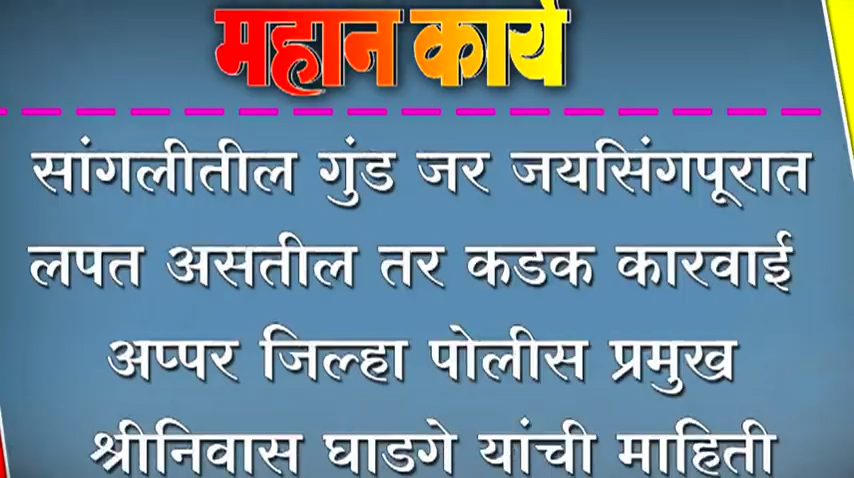 महान कार्य
सांगलीतील गुंड जर जयसिंगपूरात
लपत असतील तर कडक कारवाई
अप्पर जिल्हा पोलीस प्रमुख
श्रीनिवास घाडगे यांची माहिती